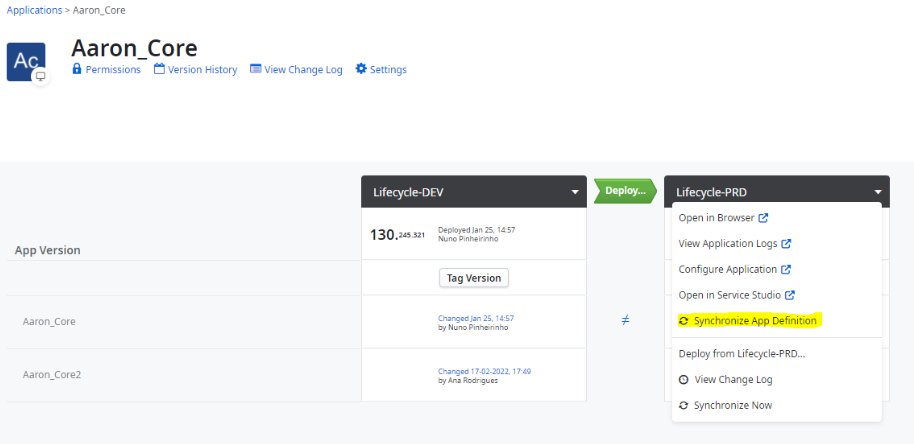 Applications > Aaron_Core
Ac
Aaron_Core
Permissions Version History View Change Log Settings
Lifecycle-DEV
Deploy...
Lifecycle-PRD
App Version
130.245.321
Deployed Jan 25, 14:57
Nuno Pinheirinho
Tag Version
Aaron_Core
Changed Jan 25, 14:57
by Nuno Pinheirinho
≠
Aaron_Core2
Changed 17-02-2022, 17:49
by Ana Rodrigues
Open in Browser
View Application Logs
Configure Application
Open in Service Studio
Synchronize App Definition
Deploy from Lifecycle-PRD...
View Change Log
Synchronize Now